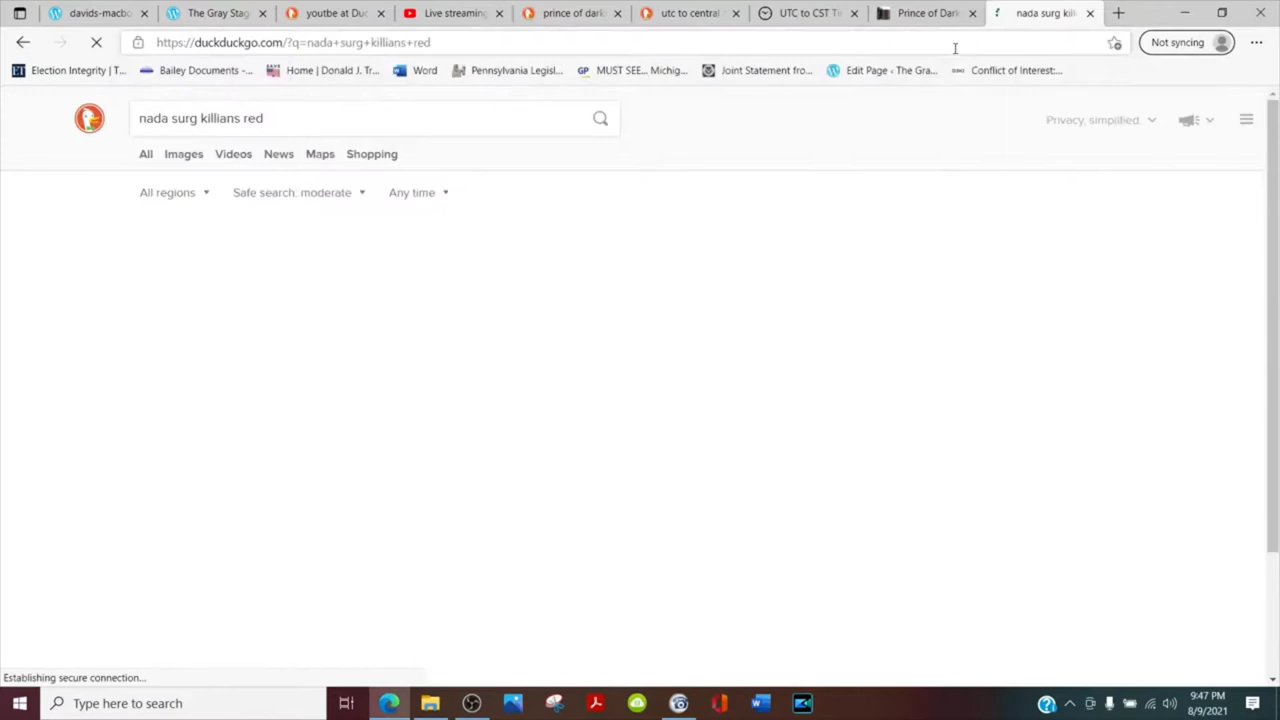 davids-macbo
The Gray Stag
youtbe at Duc
Live streaming
prince of dark
utc to central
UTC to CST T
Prince of Dark
nada surg kill
https://duckduckgo.com/?q=nada+surg+killians+red
Not syncing
Election Integrity | T...
Bailey Documents -...
Home | Donald J. Tr...
Word
Pennsylvania Legisl...
GP
MUST SEE... Michig...
Joint Statement fro...
Edit Page ‹ The Gra...
Conflict of Interest:...
nada surg killians red
Privacy, simplified.
All Images Videos News Maps Shopping
All regions
Safe search: moderate
Any time
Establishing secure connection...
Type here to search
9:47 PM
8/9/2021